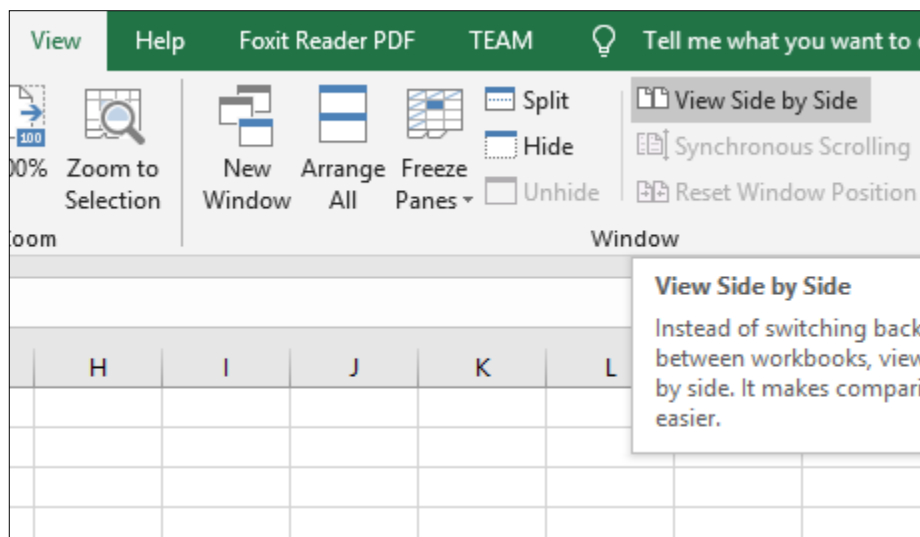 View Help Foxit Reader PDF TEAM Tell me what you want to
100
00% Zoom to Selection
New Window
Arrange All
Freeze Panes
Split
Hide
Unhide
View Side by Side
Synchronous Scrolling
Reset Window Position
Window
View Side by Side
Instead of switching back
between workbooks, view
by side. It makes compari
easier.
H I J K L